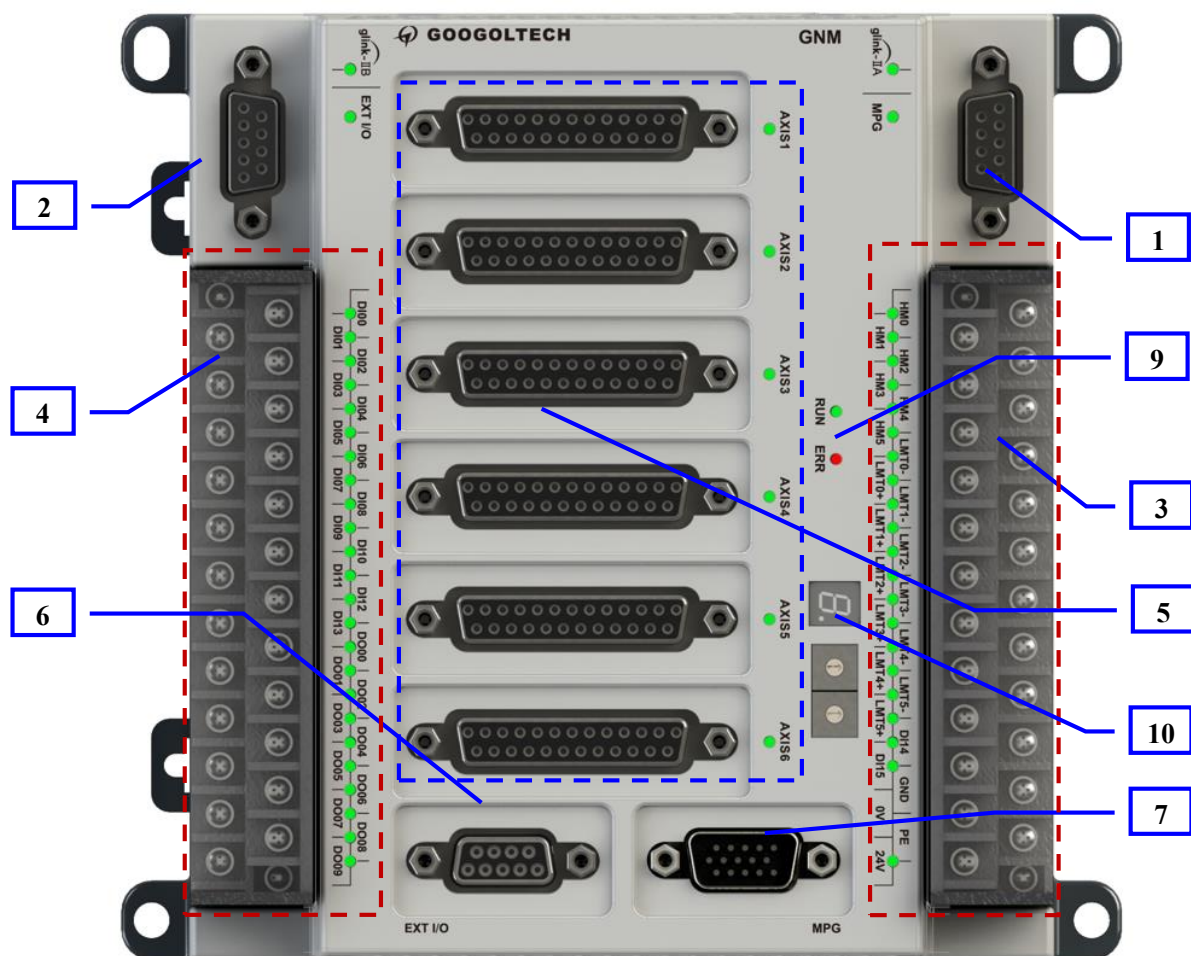 GOOGOLTECH
GNM
glink-IIB
EXT I/O
glink-IIA
MPG
AXIS1
AXIS2
AXIS3
AXIS4
AXIS5
AXIS6
RUN
ERR
DI00
DI01
DI02
DI03
DI04
DI05
DI06
DI07
DI08
DI09
DI10
DI11
DI12
DI13
DO00
DO01
DO03
DO04
DO05
DO06
DO07
DO08
DO09
HM0
HM1
HM2
HM3
HM4
HM5
LMT0-
LMT0+
LMT1-
LMT1+
LMT2-
LMT2+
LMT3-
LMT3+
LMT4-
LMT4+
LMT5-
LMT5+
DI14
DI15
GND
0V
PE
24V
EXT I/O
MPG
2
4
6
1
9
3
5
10
7